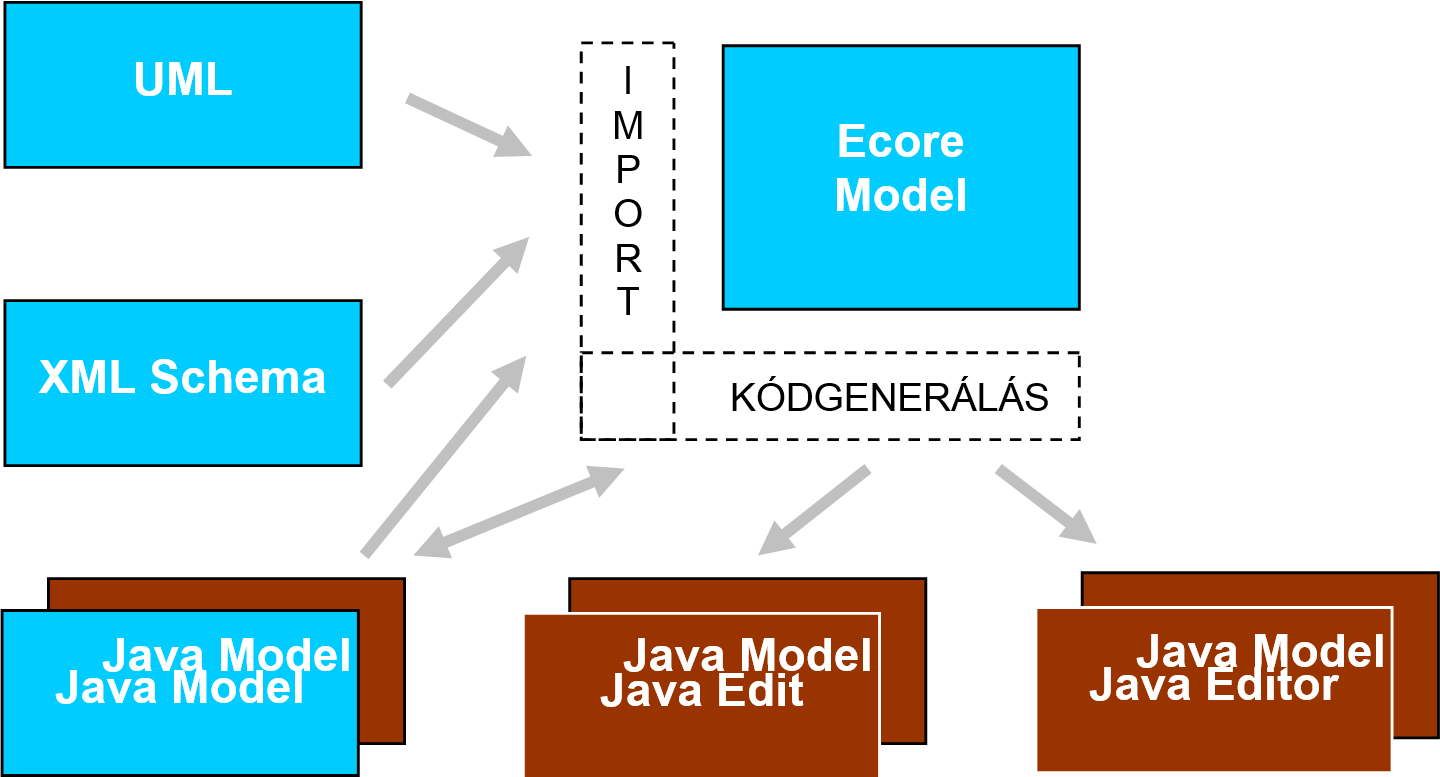 UML
IMPORT
Ecore
Model
XML Schema
KÓDGENERÁLÁS
Java Model
Java Model
Java Model
Java Edit
Java Model
Java Editor